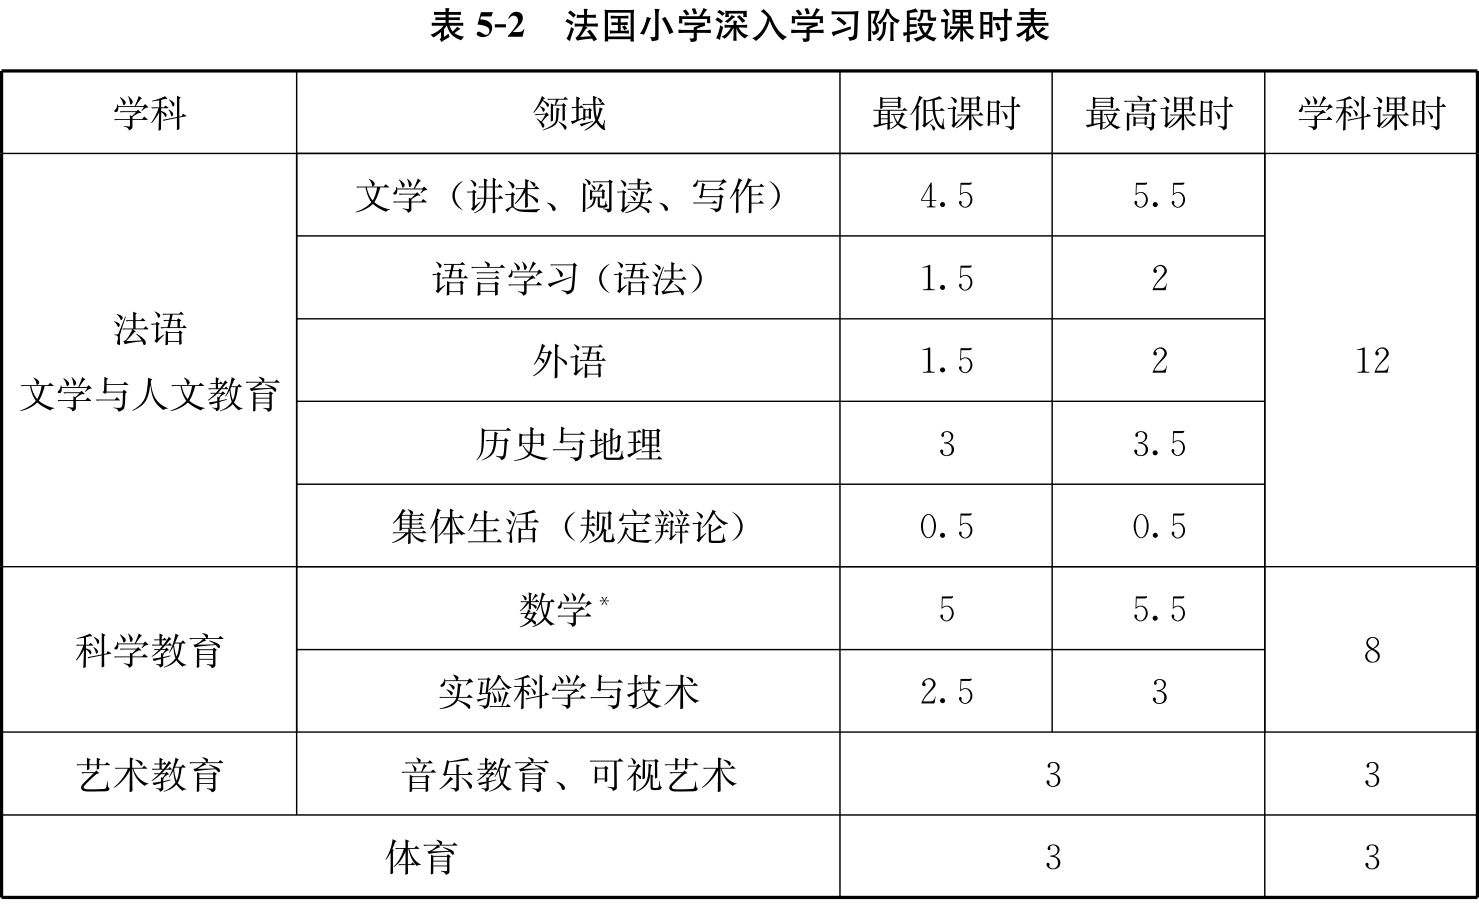 表 5-2 法国小学深入学习阶段课时表
学科 领域 最低课时 最高课时 学科课时
法语
文学与人文教育
文学（讲述、阅读、写作） 4.5 5.5
语言学习（语法） 1.5 2
外语 1.5 2
历史与地理 3 3.5
集体生活（规定辩论） 0.5 0.5
12
科学教育
数学* 5 5.5
实验科学与技术 2.5 3
8
艺术教育 音乐教育、可视艺术 3 3
体育 3 3